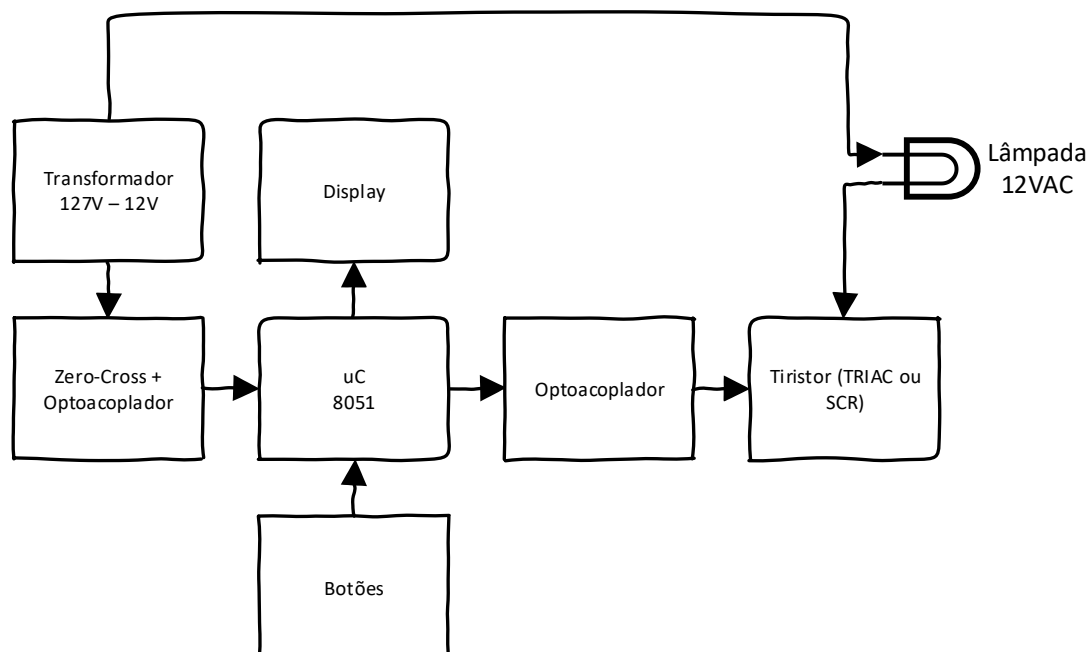 Transformador
127V – 12V
Display
Lâmpada
12VAC
Zero-Cross +
Optoacoplador
uC
8051
Optoacoplador
Tiristor (TRIAC ou
SCR)
Botões